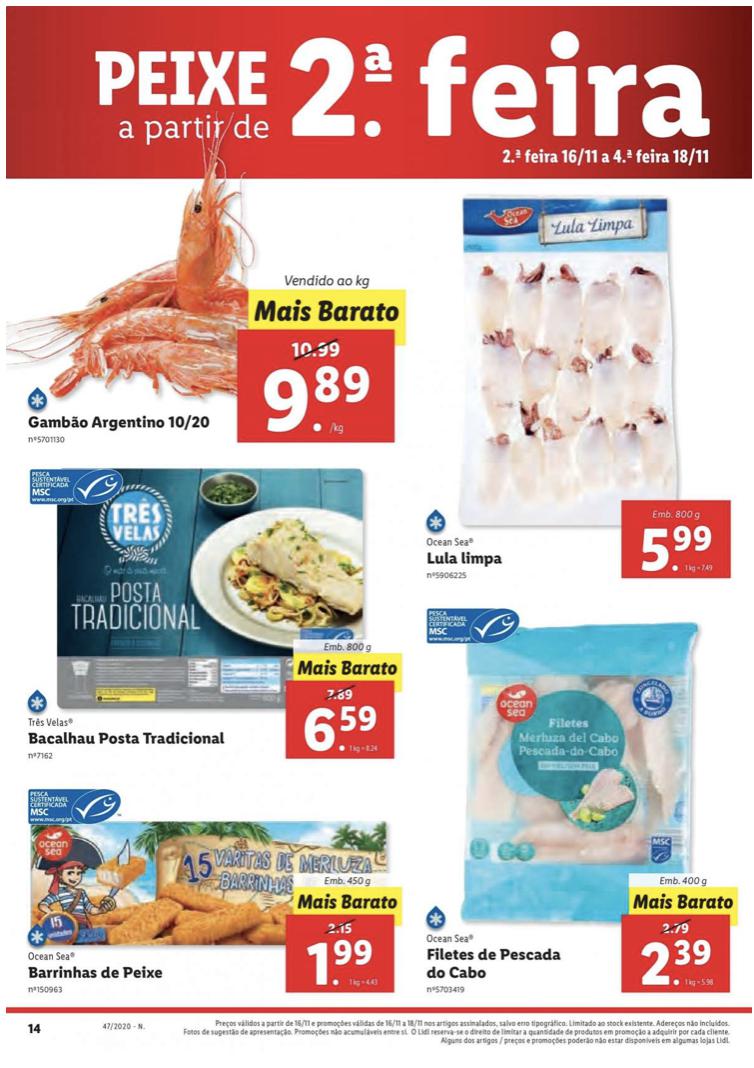 PEIXE
a partir de
2.ª feira
2.ª feira 16/11 a 4.ª feira 18/11
Vendido ao kg
Mais Barato
10.99
9.89
/kg
Gambão Argentino 10/20
nº5701130
Ocean Sea
Lula Limpa
Emb. 800 g
5.99
1 kg = 7.49
Ocean Sea®
Lula limpa
nº5906225
PESCA
SUSTENTÁVEL
CERTIFICADA
MSC
www.msc.org/pt
TRÊS
VELAS
BACALHAU
POSTA
TRADICIONAL
Emb. 800 g
Mais Barato
7.89
6.59
1 kg = 8.24
Três Velas®
Bacalhau Posta Tradicional
nº7162
PESCA
SUSTENTÁVEL
CERTIFICADA
MSC
www.msc.org/pt
ocean
sea
CONGELADO
A BORDO
Filetes
Merluza del Cabo
Pescada-do-Cabo
MSC
Emb. 400 g
Mais Barato
2.79
2.39
1 kg = 5.98
Ocean Sea®
Filetes de Pescada
do Cabo
nº5703419
PESCA
SUSTENTÁVEL
CERTIFICADA
MSC
www.msc.org/pt
ocean
sea
15 VARITAS DE MERLUZA
BARRINHAS
15
unidades
Emb. 450 g
Mais Barato
2.15
1.99
1 kg = 4.43
Ocean Sea®
Barrinhas de Peixe
nº150963
14
47/2020 - N.
Preços válidos a partir de 16/11 e promoções válidas de 16/11 a 18/11 nos artigos assinalados, salvo erro tipográfico. Limitado ao stock existente. Adereços não incluídos.
Fotos de sugestão de apresentação. Promoções não acumuláveis entre si. O Lidl reserva-se o direito de limitar a quantidade de produtos em promoção a adquirir por cada cliente.
Alguns dos artigos / preços e promoções poderão não estar disponíveis em algumas lojas Lidl.